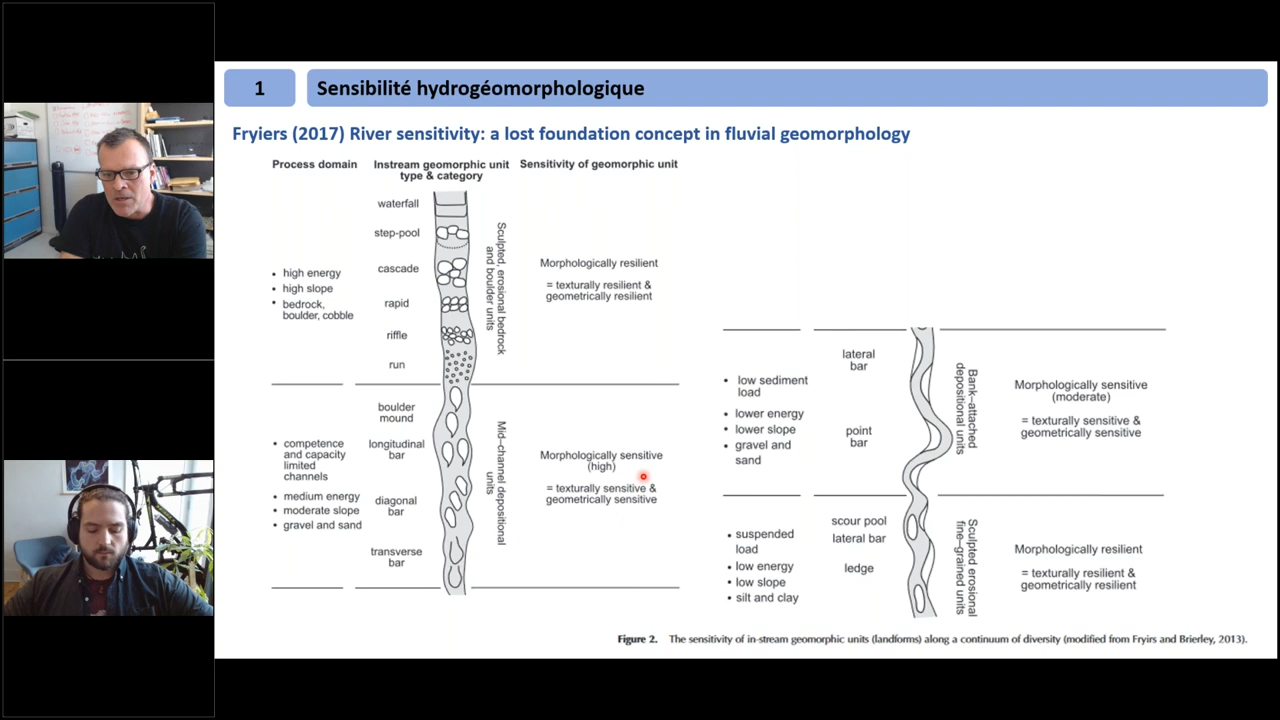 1
Sensibilité hydrogéomorphologique
Fryiers (2017) River sensitivity: a lost foundation concept in fluvial geomorphology
Process domain
Instream geomorphic unit
type & category
Sensitivity of geomorphic unit
• high energy
• high slope
• bedrock,
boulder, cobble
waterfall
step-pool
cascade
rapid
riffle
run
Sculpted, erosional bedrock
and boulder units
Morphologically resilient
= texturally resilient &
geometrically resilient
• competence
and capacity
limited
channels
• medium energy
• moderate slope
• gravel and sand
boulder
mound
longitudinal
bar
diagonal
bar
transverse
bar
Mid–channel depositional
units
Morphologically sensitive
(high)
= texturally sensitive &
geometrically sensitive
• low sediment
load
• lower energy
• lower slope
• gravel and
sand
lateral
bar
point
bar
Bank–attached
depositional units
Morphologically sensitive
(moderate)
= texturally sensitive &
geometrically sensitive
• suspended
load
• low energy
• low slope
• silt and clay
scour pool
lateral bar
ledge
Sculpted erosional
fine–grained units
Morphologically resilient
= texturally resilient &
geometrically resilient
Figure 2. The sensitivity of in-stream geomorphic units (landforms) along a continuum of diversity (modified from Fryirs and Brierley, 2013).